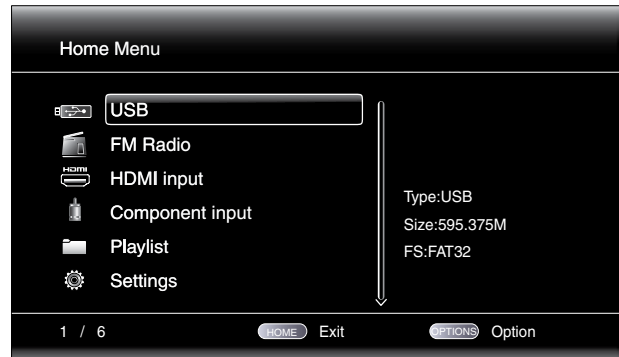 Home Menu
USB
FM Radio
HDMI
HDMI input
Component input
Playlist
Settings
Type:USB
Size:595.375M
FS:FAT32
1 / 6
HOME Exit
OPTIONS Option